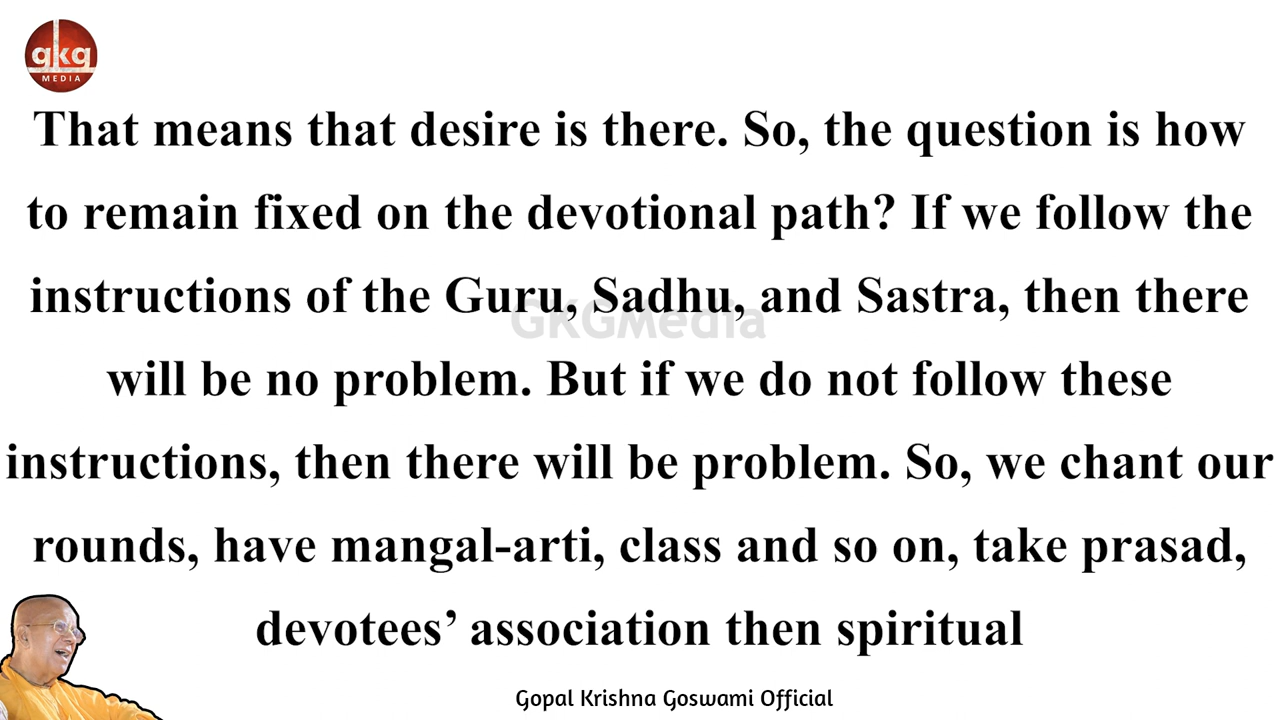 gkg
MEDIA
That means that desire is there. So, the question is how
to remain fixed on the devotional path? If we follow the
instructions of the Guru, Sadhu, and Sastra, then there
GKGMedia
will be no problem. But if we do not follow these
instructions, then there will be problem. So, we chant our
rounds, have mangal-arti, class and so on, take prasad,
devotees’ association then spiritual
Gopal Krishna Goswami Official